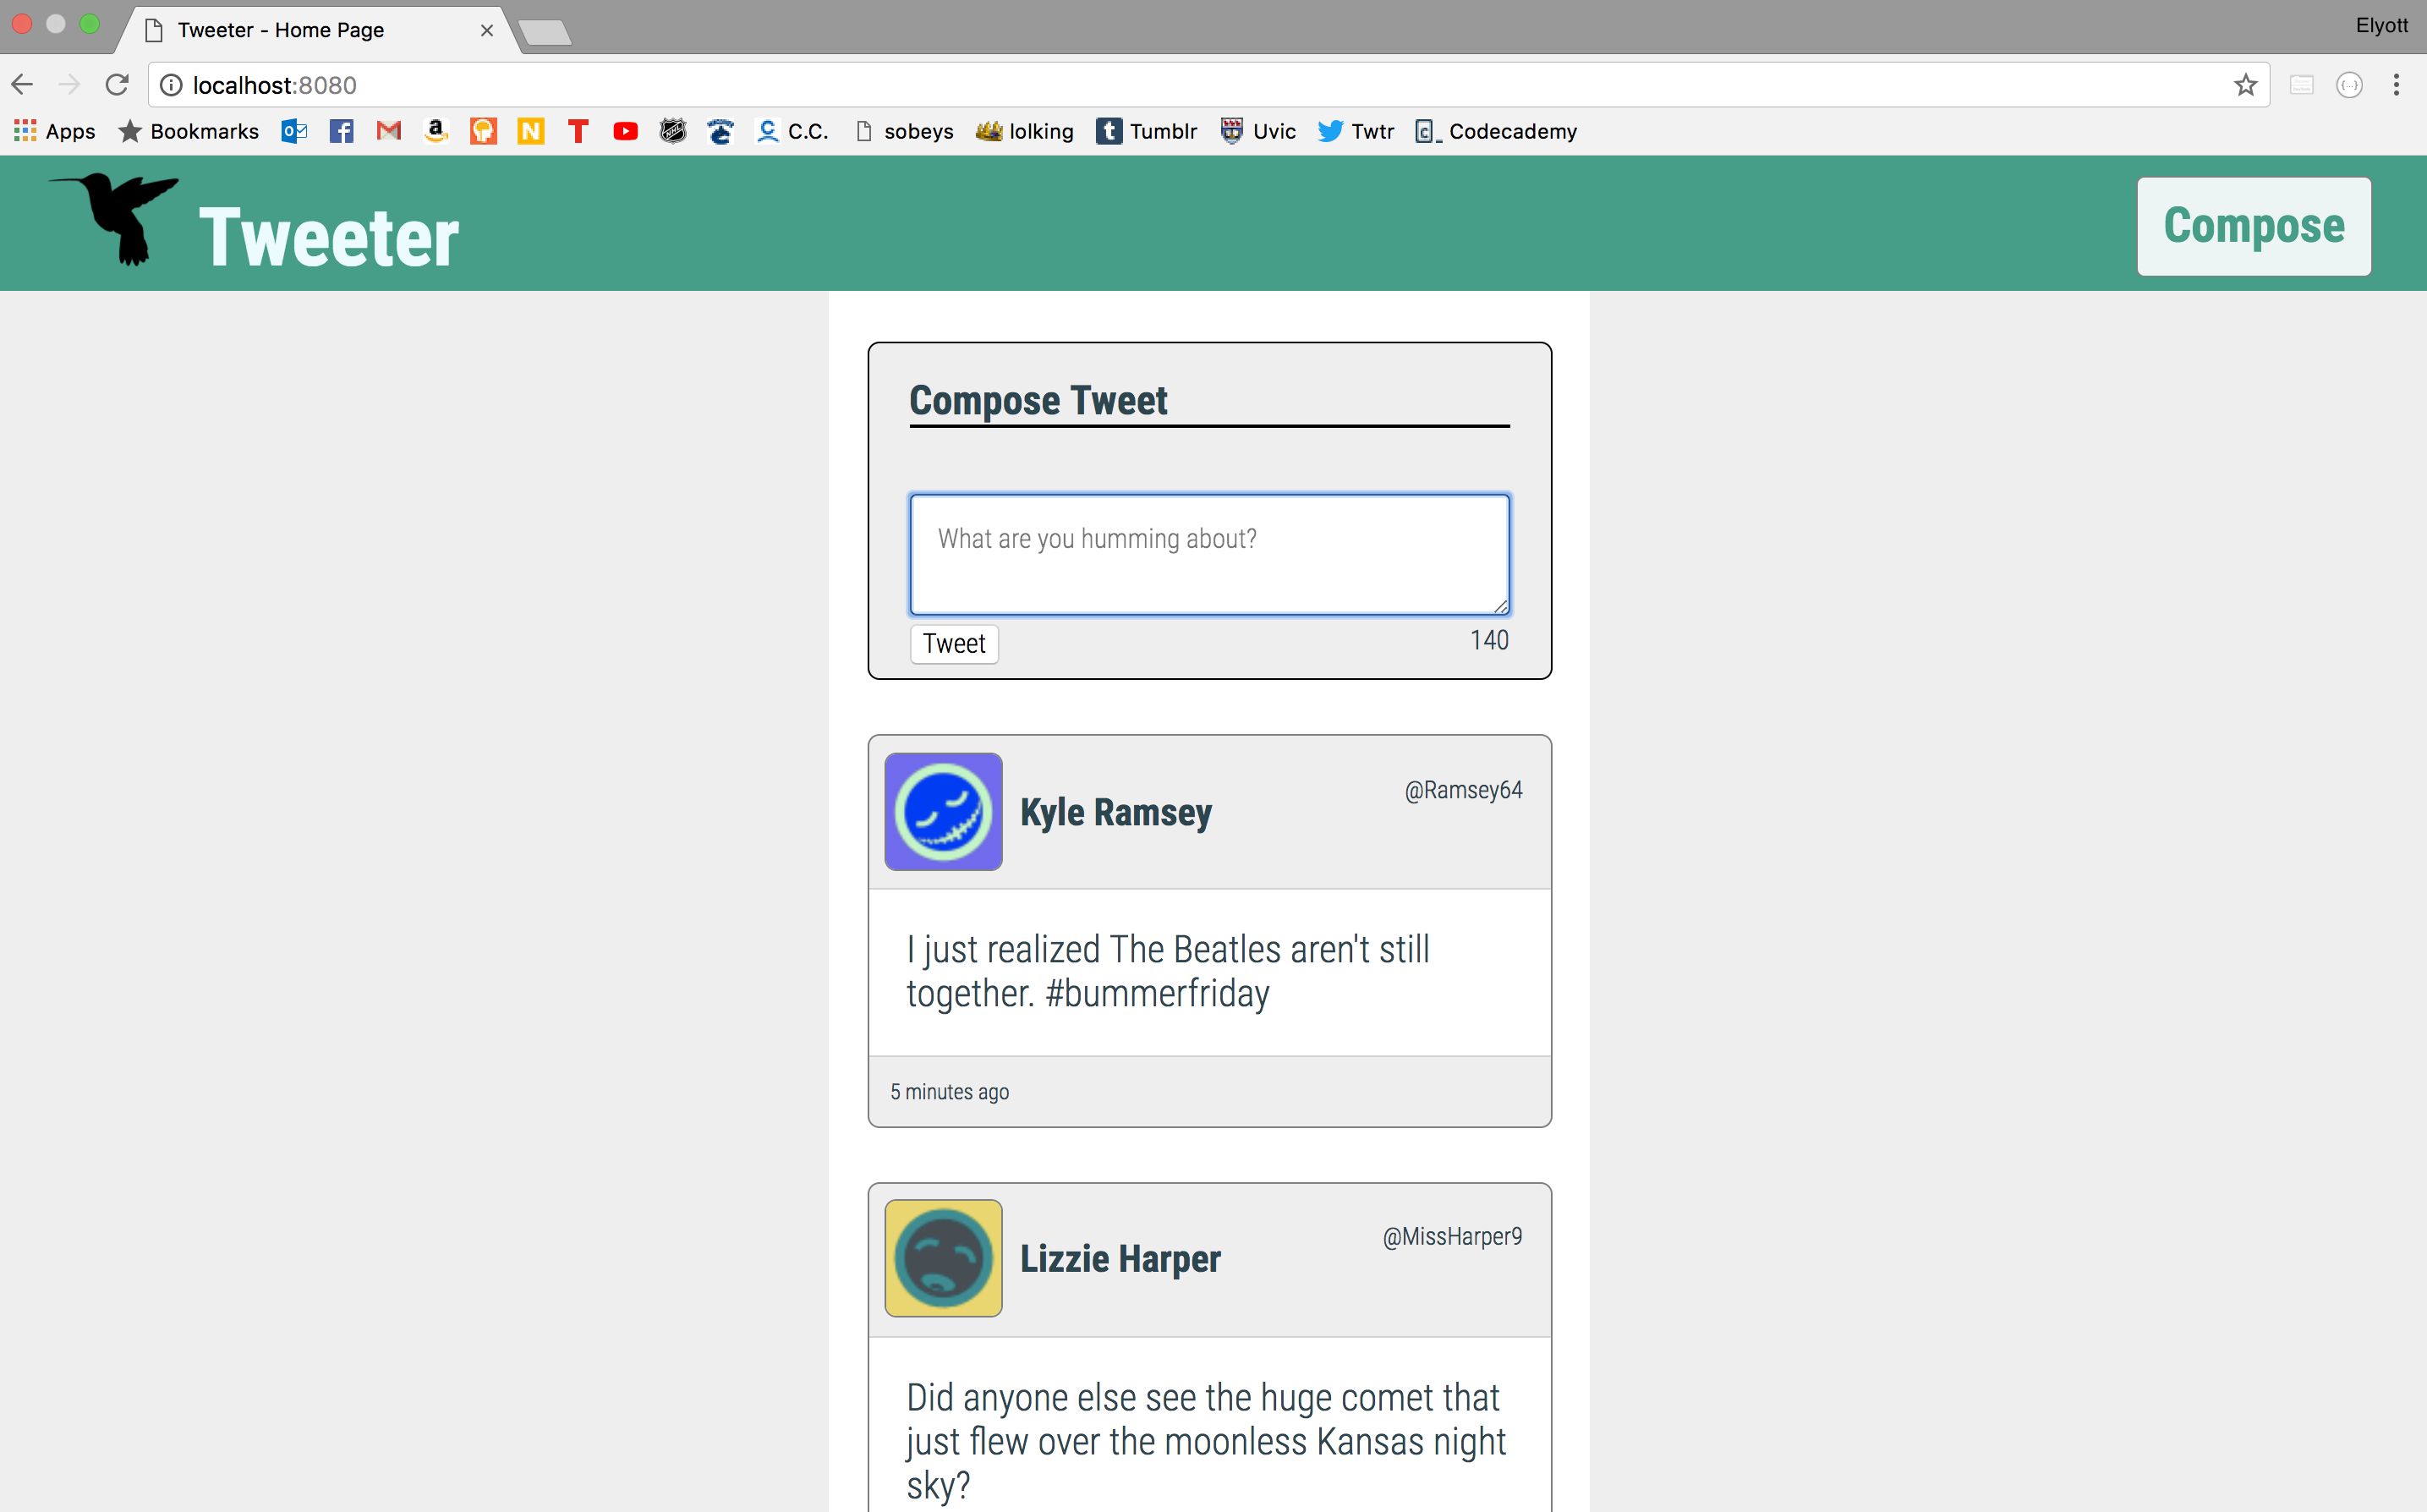 Tweeter - Home Page
Elyott
localhost:8080
Apps Bookmarks C.C. sobeys lolking Tumblr Uvic Twtr Codecademy
Tweeter
Compose
Compose Tweet
What are you humming about?
Tweet
140
Kyle Ramsey
@Ramsey64
I just realized The Beatles aren't still
together. #bummerfriday
5 minutes ago
Lizzie Harper
@MissHarper9
Did anyone else see the huge comet that
just flew over the moonless Kansas night
sky?